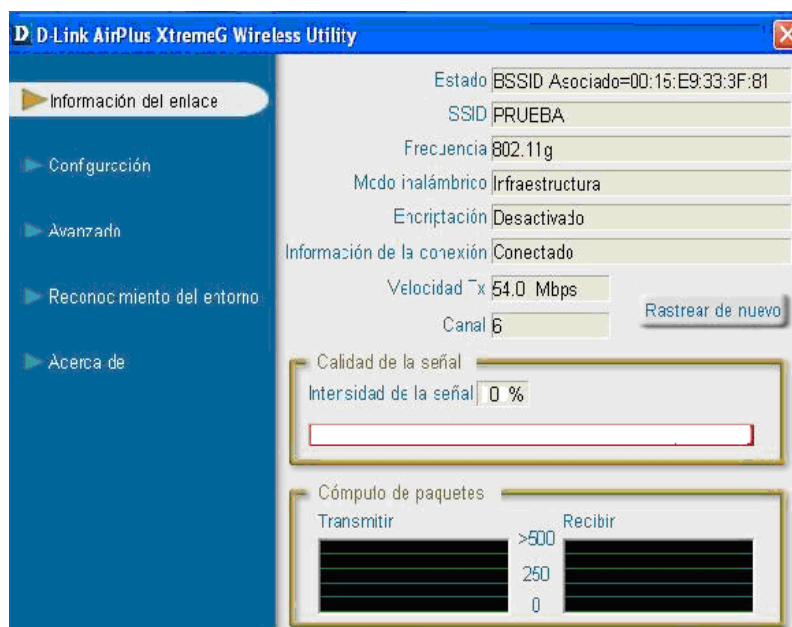 D D-Link AirPlus XtremeG Wireless Utility
Información del enlace
Configuración
Avanzado
Reconocimiento del entorno
Acerca de
Estado BSSID Asociado=00:15:E9:33:3F:81
SSID PRUEBA
Frecuencia 802.11g
Modo inalámbrico Infraestructura
Encriptación Desactivado
Información de la conexión Conectado
Velocidad Tx 54.0 Mbps
Canal 6
Rastrear de nuevo
Calidad de la señal
Intensidad de la señal 0 %
Cómputo de paquetes
Transmitir
Recibir
>500
250
0